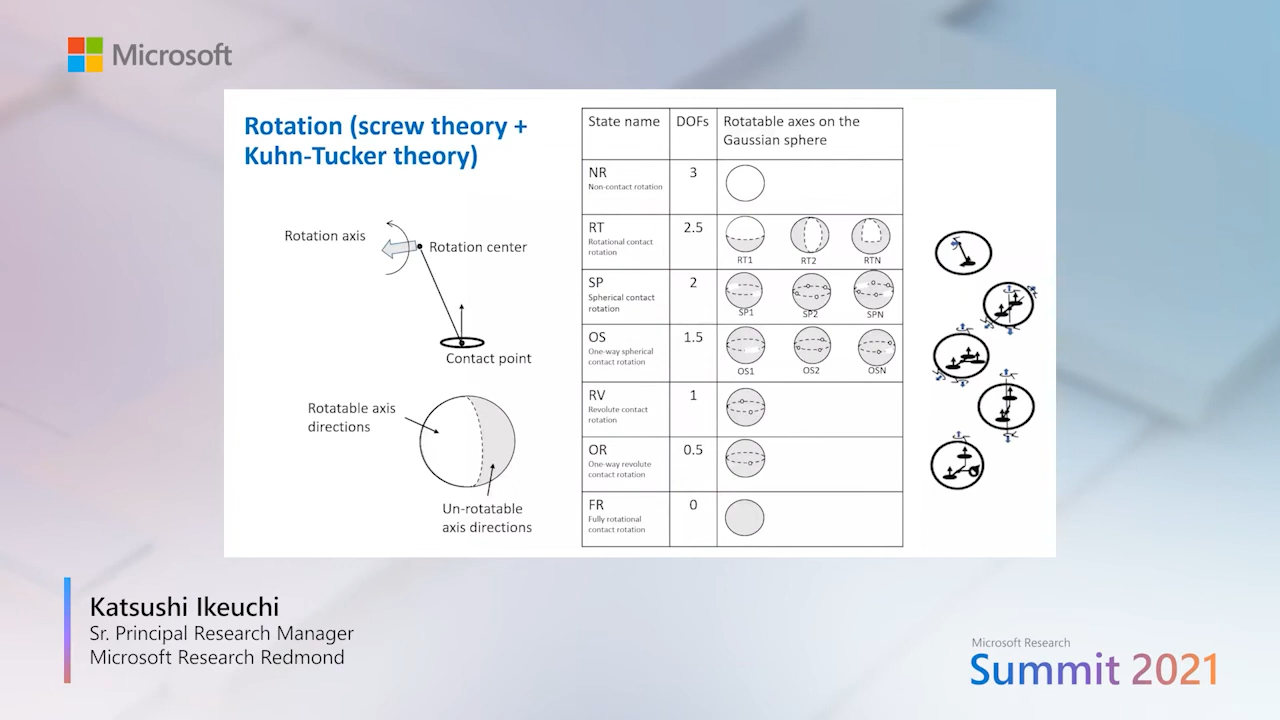 Microsoft
Rotation (screw theory +
Kuhn-Tucker theory)
Rotation axis
Rotation center
Contact point
Rotatable axis
directions
Un-rotatable
axis directions
State name DOFs Rotatable axes on the
Gaussian sphere
NR 3
Non-contact rotation
RT 2.5
Rotational contact
rotation
RT1 RT2 RTN
SP 2
Spherical contact
rotation
SP1 SP2 SPN
OS 1.5
One-way spherical
contact rotation
OS1 OS2 OSN
RV 1
Revolute contact
rotation
OR 0.5
One-way revolute
contact rotation
FR 0
Fully rotational
contact rotation
Katsushi Ikeuchi
Sr. Principal Research Manager
Microsoft Research Redmond
Microsoft Research
Summit 2021